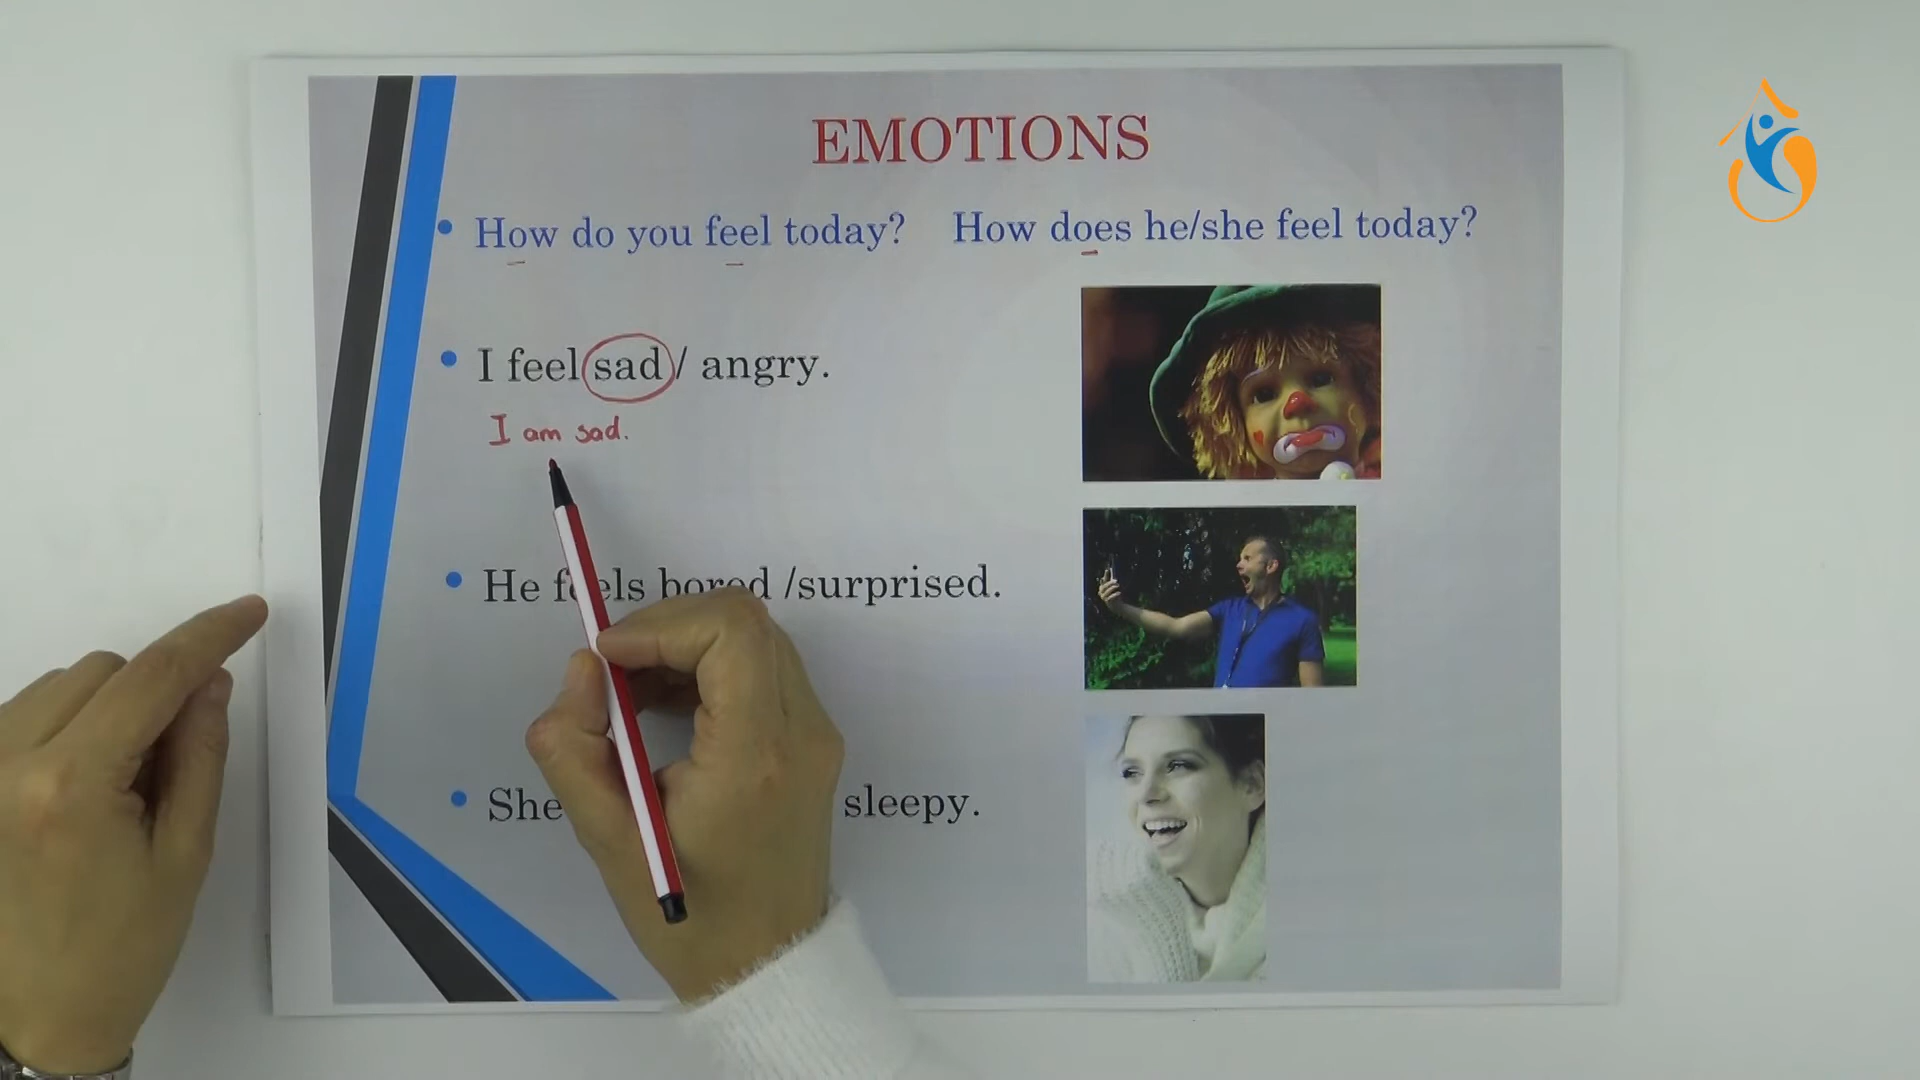 EMOTIONS
How do you feel today? How does he/she feel today?
I feel sad / angry.
I am sad.
He feels bored /surprised.
She sleepy.